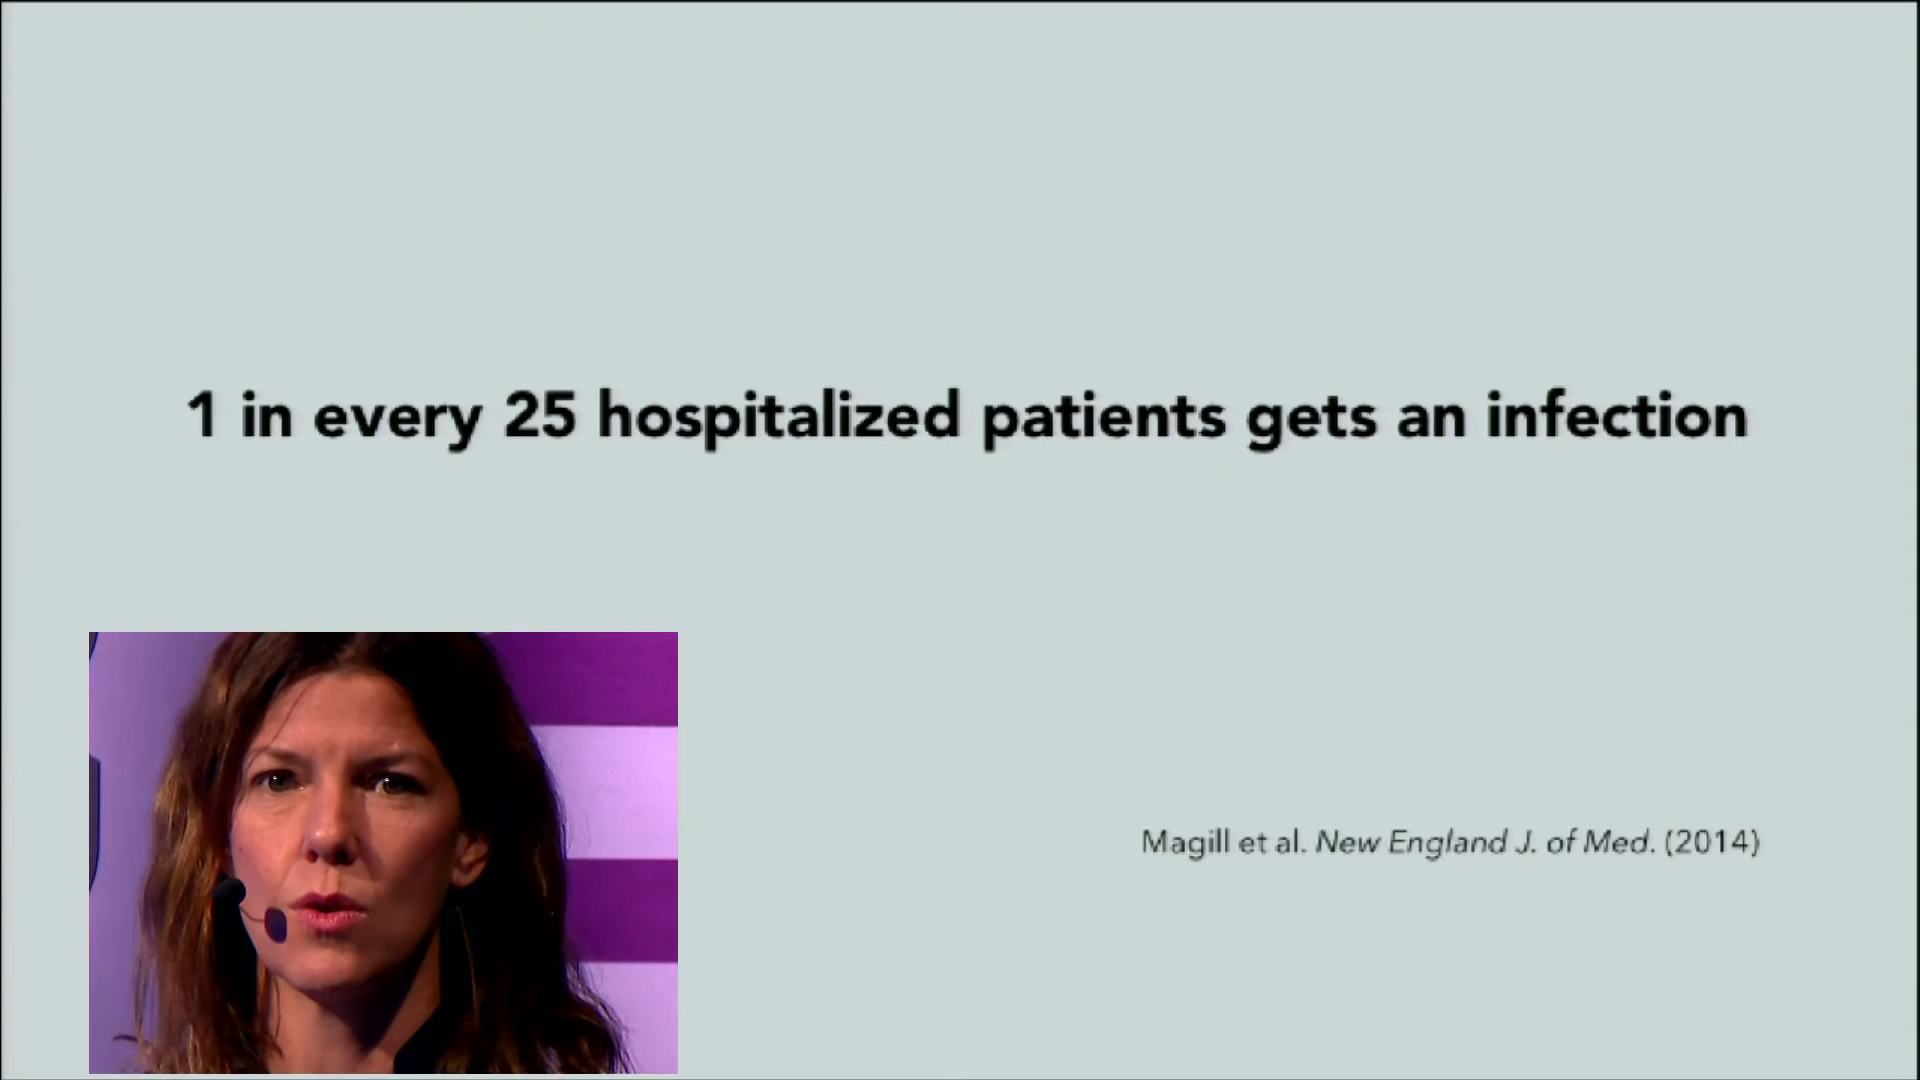 1 in every 25 hospitalized patients gets an infection
Magill et al. New England J. of Med. (2014)